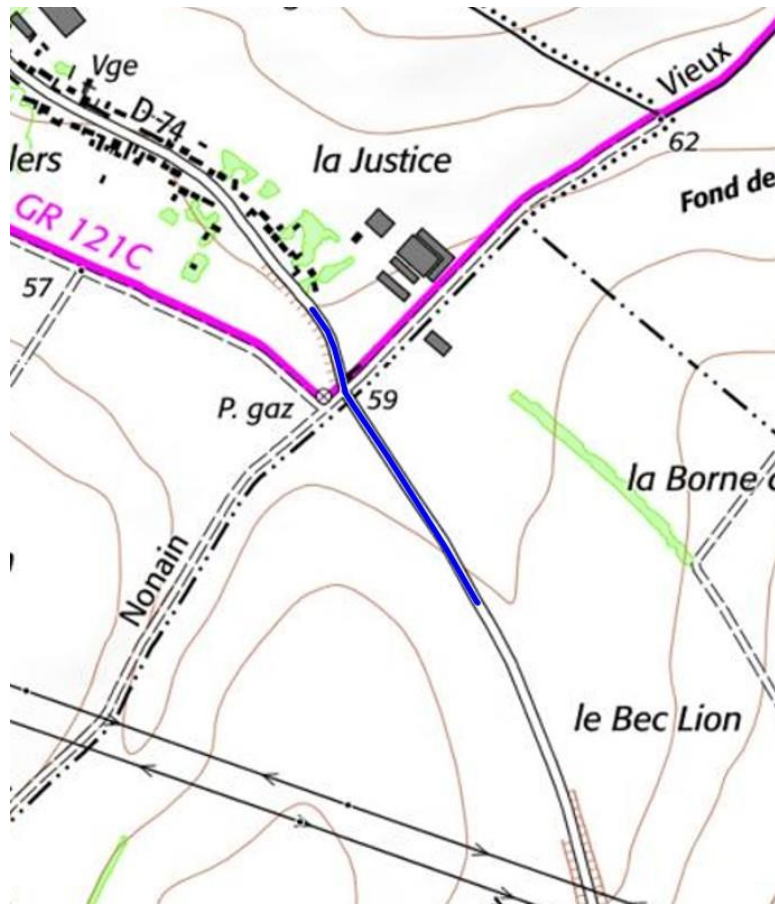 Vge
D 74
la Justice
Vieux
62
lers
Fond de
GR 121C
57
P. gaz
59
la Borne
Nonain
le Bec Lion